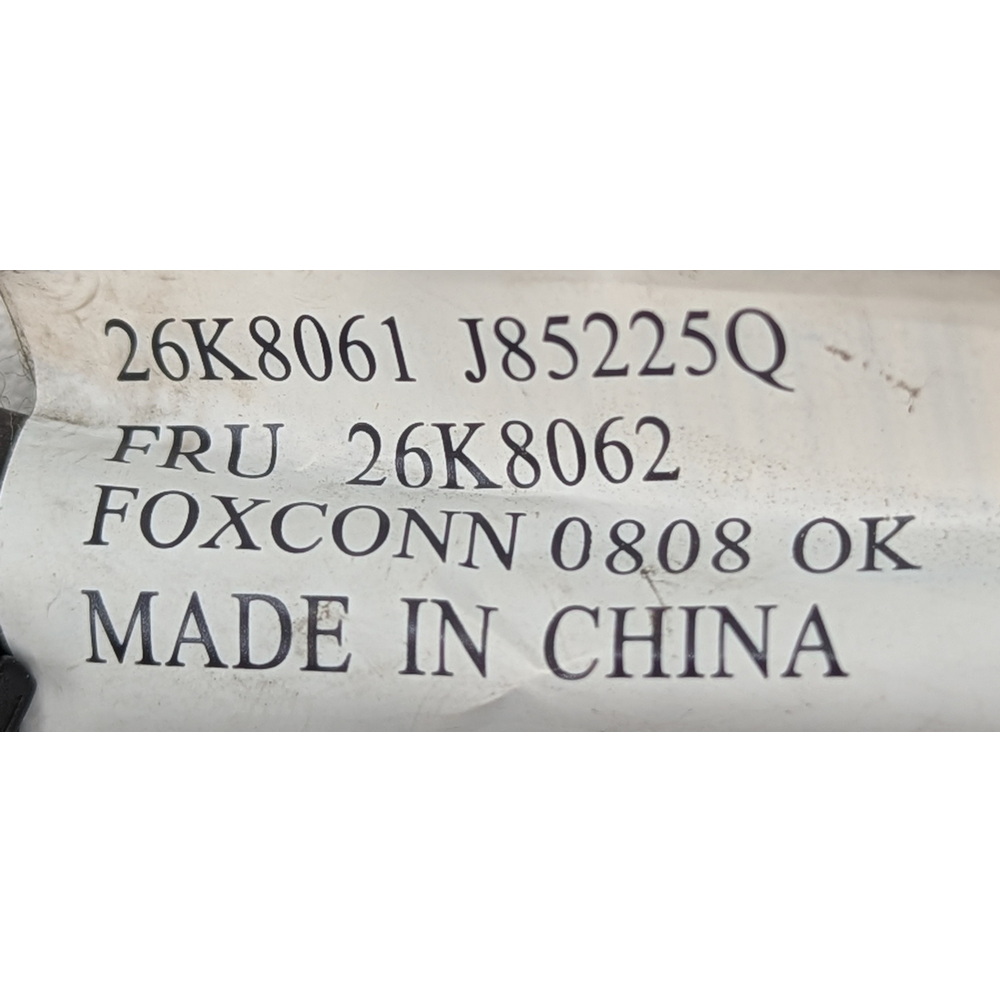 26K8061 J85225Q
FRU 26K8062
FOXCONN 0808 OK
MADE IN CHINA